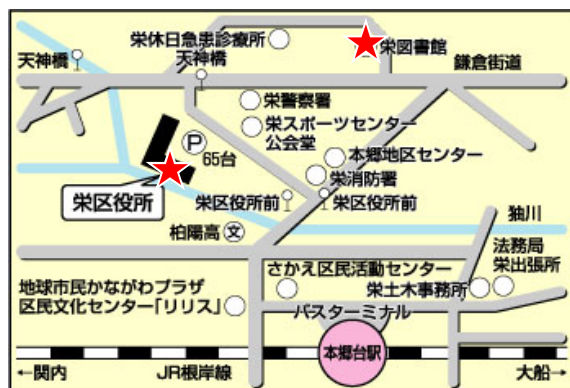 栄休日急患診療所
栄図書館
天神橋
天神橋
鎌倉街道
栄警察署
栄スポーツセンター
公会堂
P
65台
本郷地区センター
栄消防署
栄区役所
栄区役所前
栄区役所前
柏陽高
文
独川
法務局
栄出張所
さかえ区民活動センター
栄土木事務所
地球市民かながわプラザ
区民文化センター「リリス」
バスターミナル
本郷台駅
←関内
JR根岸線
大船→